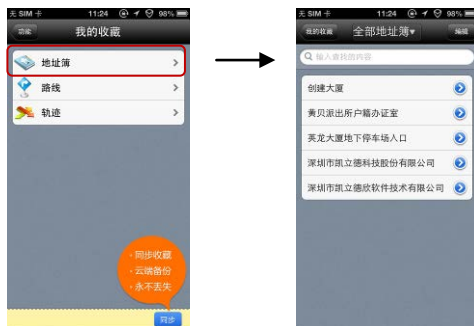 无 SIM 卡 11:24 98%
功能 我的收藏
地址簿
路线
轨迹
·同步收藏
·云端备份
·永不丢失
同步
无 SIM 卡 11:24 98%
我的收藏 全部地址簿▾ 编辑
输入查找的内容
创建大厦
黄贝派出所户籍办证室
英龙大厦地下停车场入口
深圳市凯立德科技股份有限公司
深圳市凯立德欣软件技术有限公司